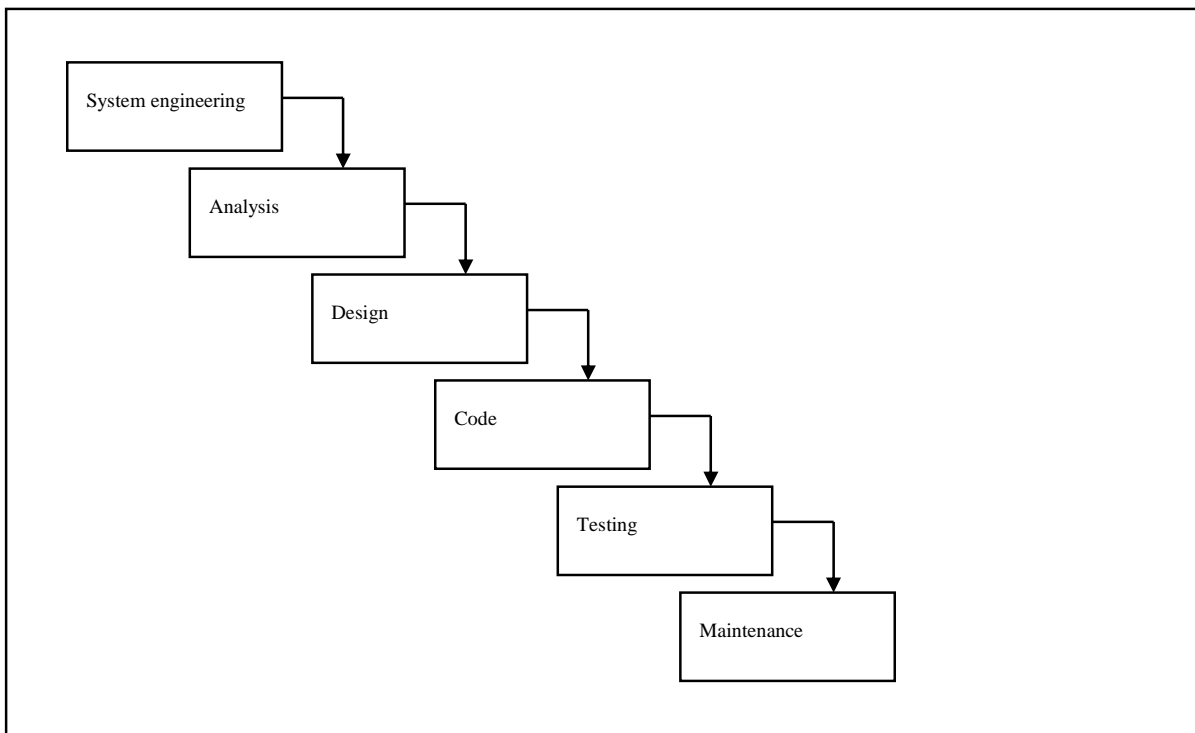 System engineering
Analysis
Design
Code
Testing
Maintenance